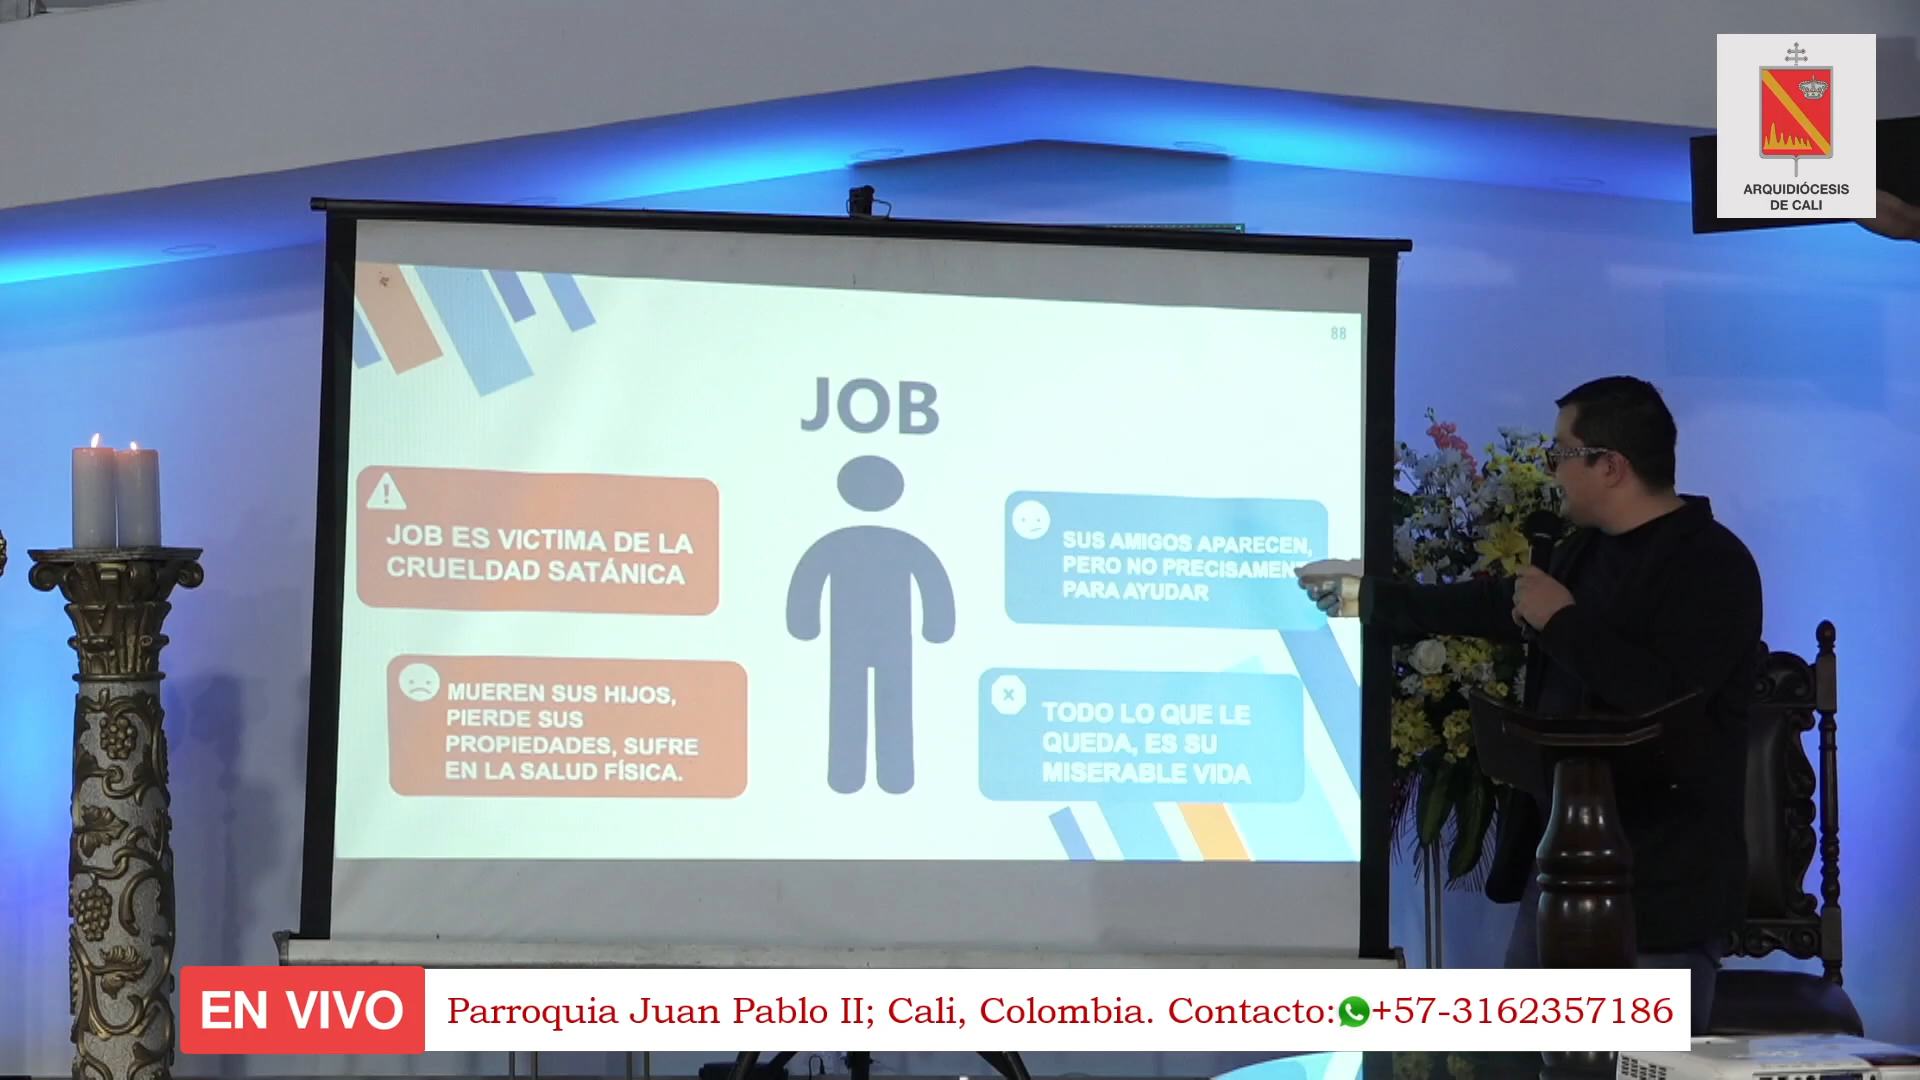 ARQUIDIÓCESIS
DE CALI
88
JOB
JOB ES VICTIMA DE LA
CRUELDAD SATÁNICA
MUEREN SUS HIJOS,
PIERDE SUS
PROPIEDADES, SUFRE
EN LA SALUD FÍSICA.
SUS AMIGOS APARECEN,
PERO NO PRECISAMEN
PARA AYUDAR
TODO LO QUE LE
QUEDA, ES SU
MISERABLE VIDA
EN VIVO
Parroquia Juan Pablo II; Cali, Colombia. Contacto:+57-3162357186